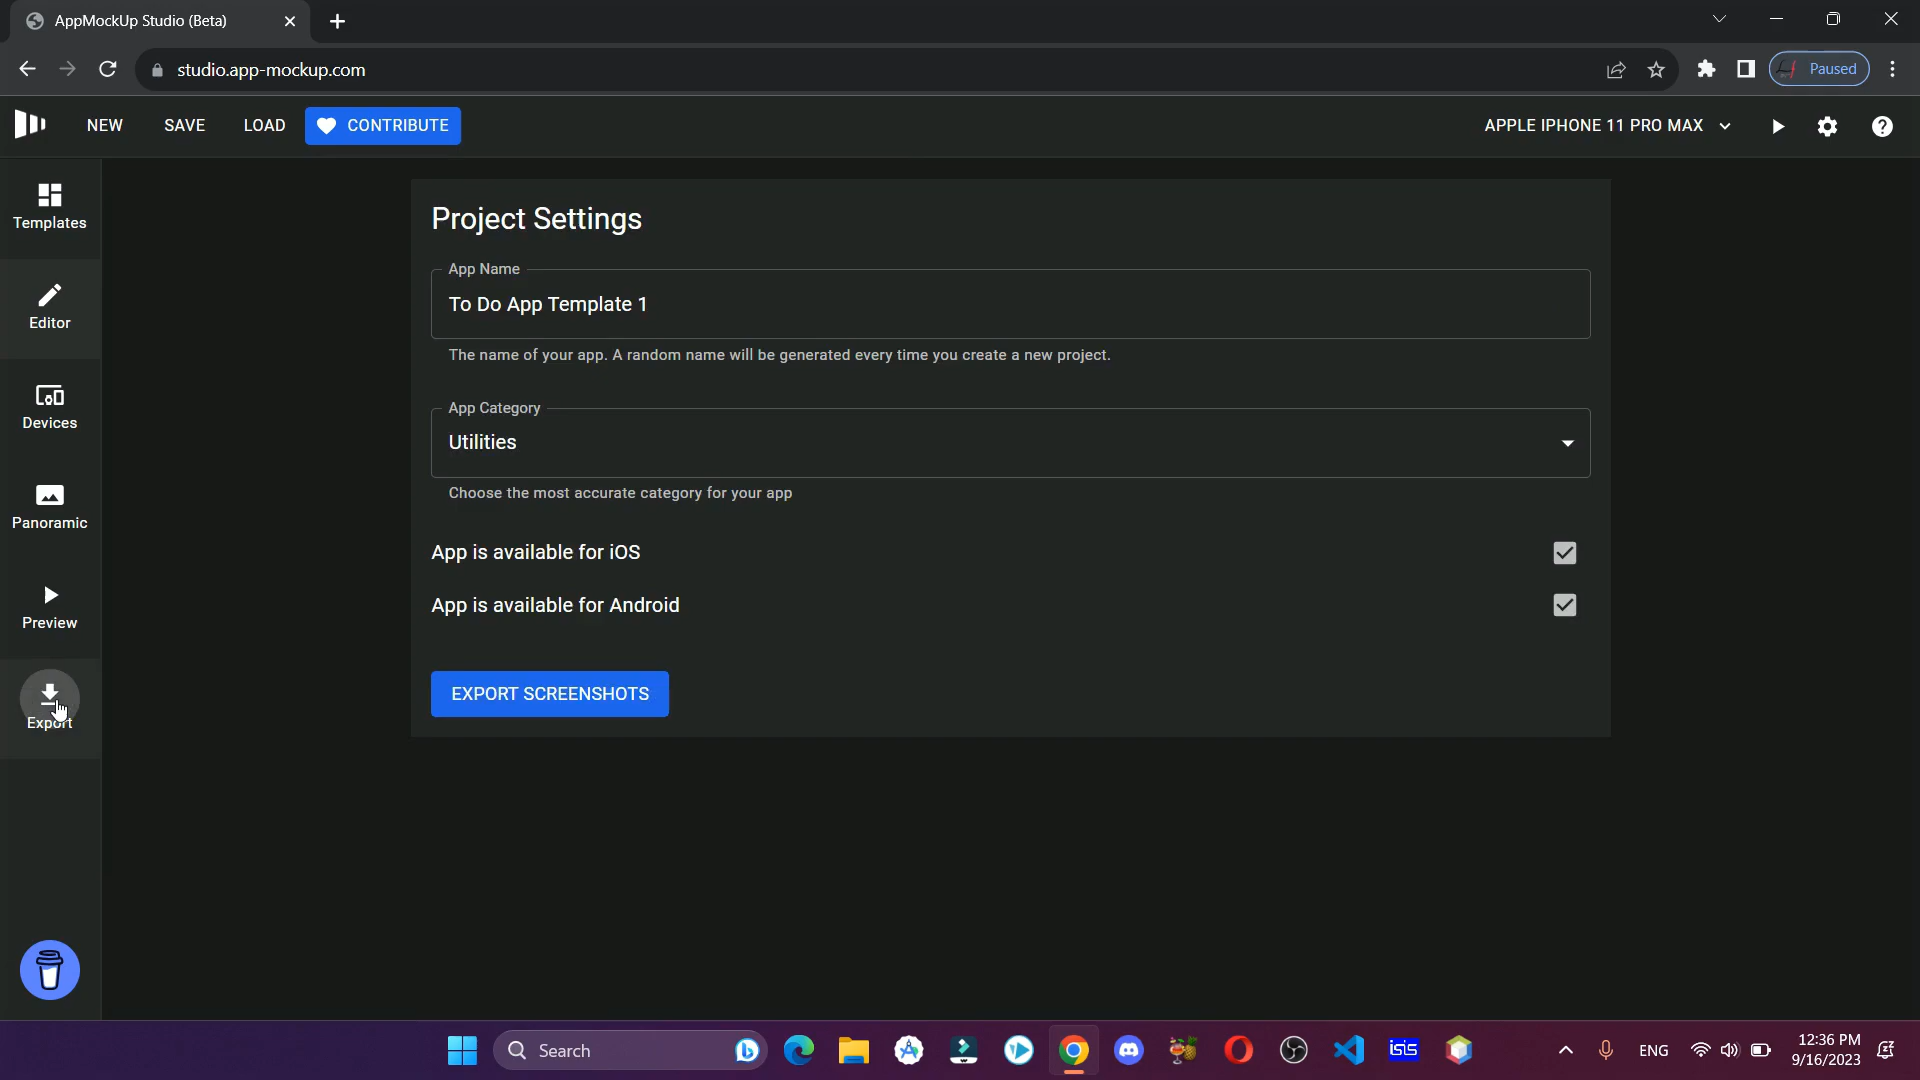 AppMockUp Studio (Beta)
studio.app-mockup.com
Paused
NEW
SAVE
LOAD
CONTRIBUTE
APPLE IPHONE 11 PRO MAX
Templates
Editor
Devices
Panoramic
Preview
Export
Project Settings
App Name
To Do App Template 1
The name of your app. A random name will be generated every time you create a new project.
App Category
Utilities
Choose the most accurate category for your app
App is available for iOS
App is available for Android
EXPORT SCREENSHOTS
Search
isis
ENG
12:36 PM
9/16/2023